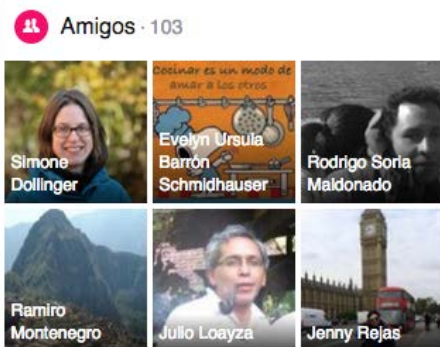 Amigos · 103
Cocinar es un modo de
amar a los otros
Simone
Dollinger
Evelyn Ursula
Barrón
Schmidhauser
Rodrigo Soria
Maldonado
Ramiro
Montenegro
Julio Loayza
Jenny Rejas